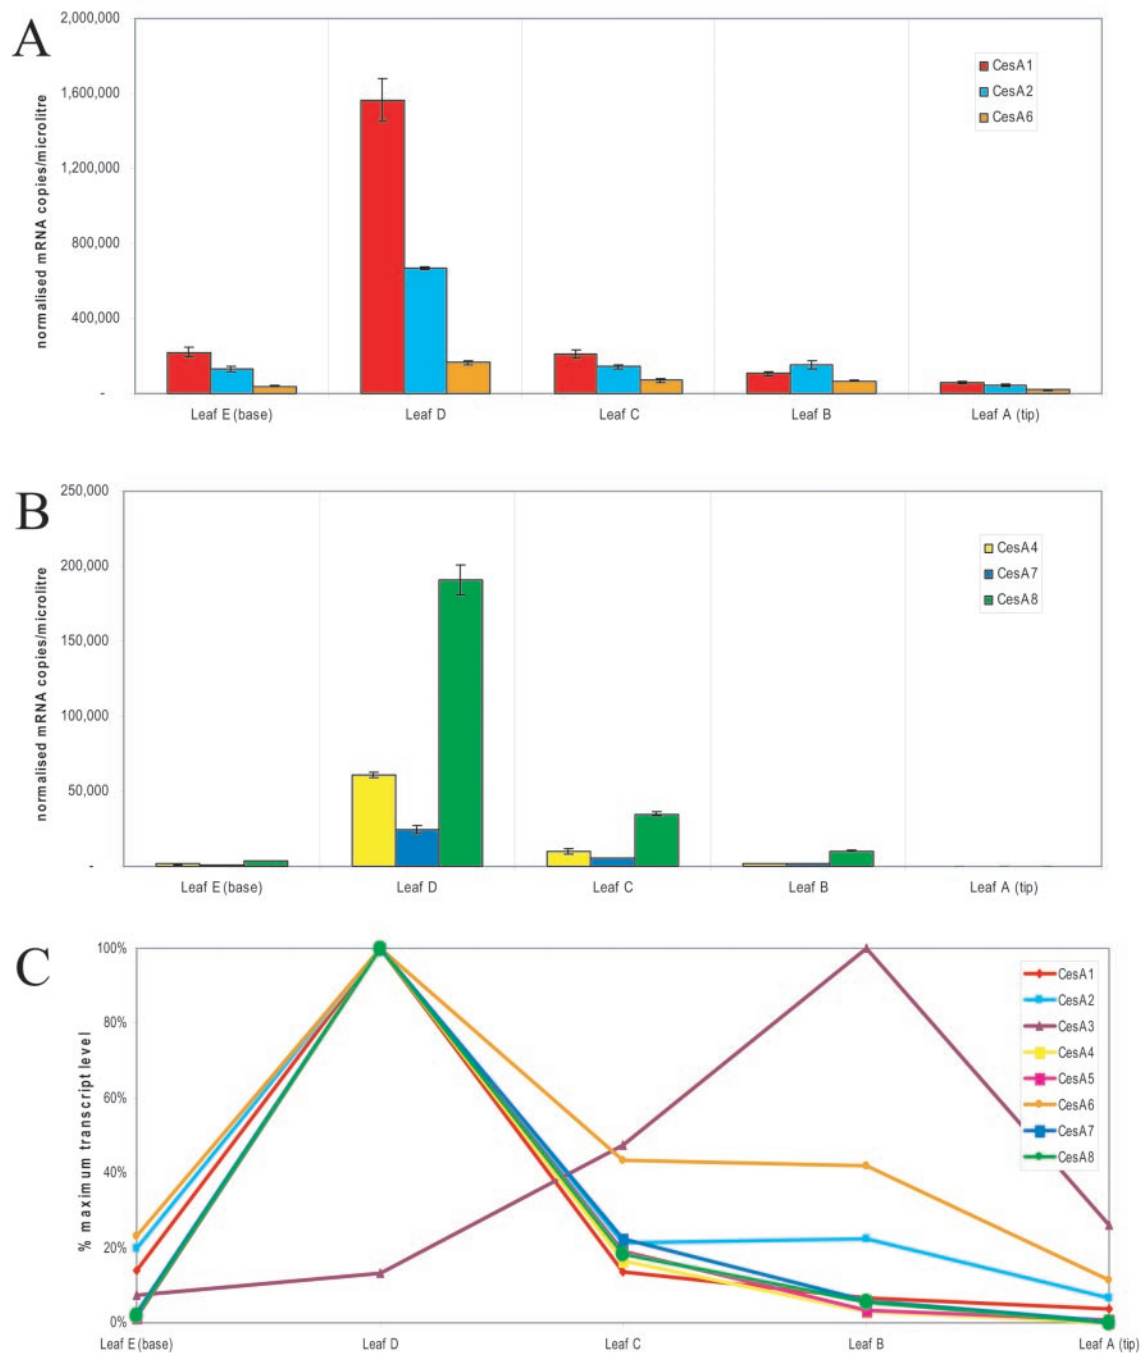 A
normalised mRNA copies/microlitre
2,000,000
1,600,000
1,200,000
800,000
400,000
-
CesA1
CesA2
CesA6
Leaf E (base)
Leaf D
Leaf C
Leaf B
Leaf A (tip)
B
normalised mRNA copies/microlitre
250,000
200,000
150,000
100,000
50,000
-
CesA4
CesA7
CesA8
Leaf E (base)
Leaf D
Leaf C
Leaf B
Leaf A (tip)
C
% maximum transcript level
100%
80%
60%
40%
20%
0%
CesA1
CesA2
CesA3
CesA4
CesA5
CesA6
CesA7
CesA8
Leaf E (base)
Leaf D
Leaf C
Leaf B
Leaf A (tip)